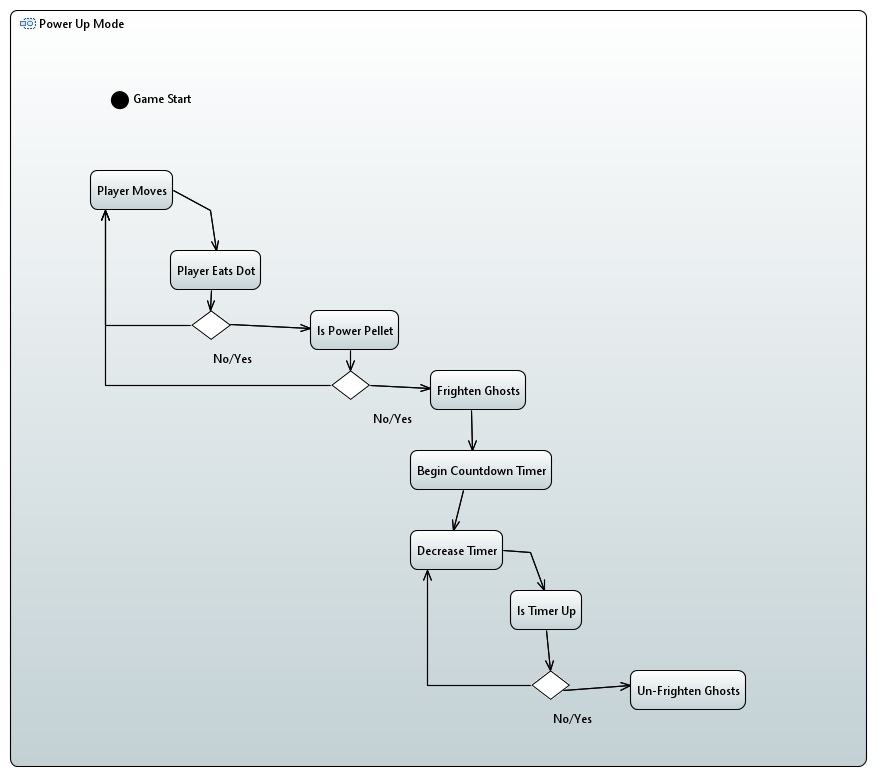 Power Up Mode
Game Start
Player Moves
Player Eats Dot
Is Power Pellet
No/Yes
Frighten Ghosts
No/Yes
Begin Countdown Timer
Decrease Timer
Is Timer Up
Un-Frighten Ghosts
No/Yes